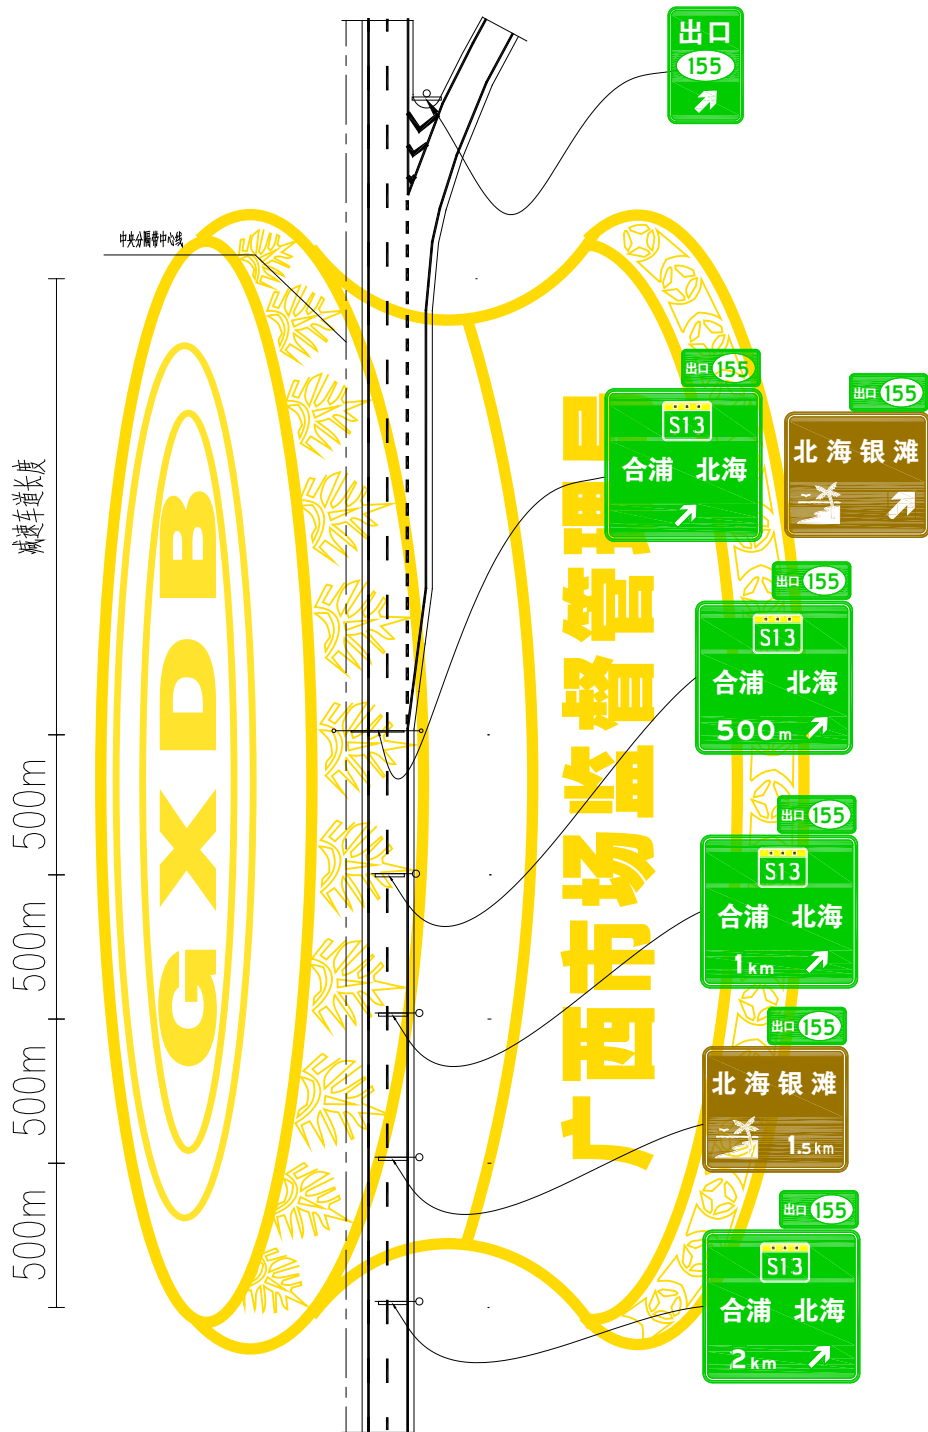 出口
155
中央分隔带中心线
减速车道长度
出口 155
S13
合浦 北海
出口 155
北海银滩
出口 155
S13
合浦 北海
500m
500m
出口 155
S13
合浦 北海
1km
500m
出口 155
北海银滩
1.5km
500m
出口 155
S13
合浦 北海
2km
500m
GXDB
广西市场监督管理局